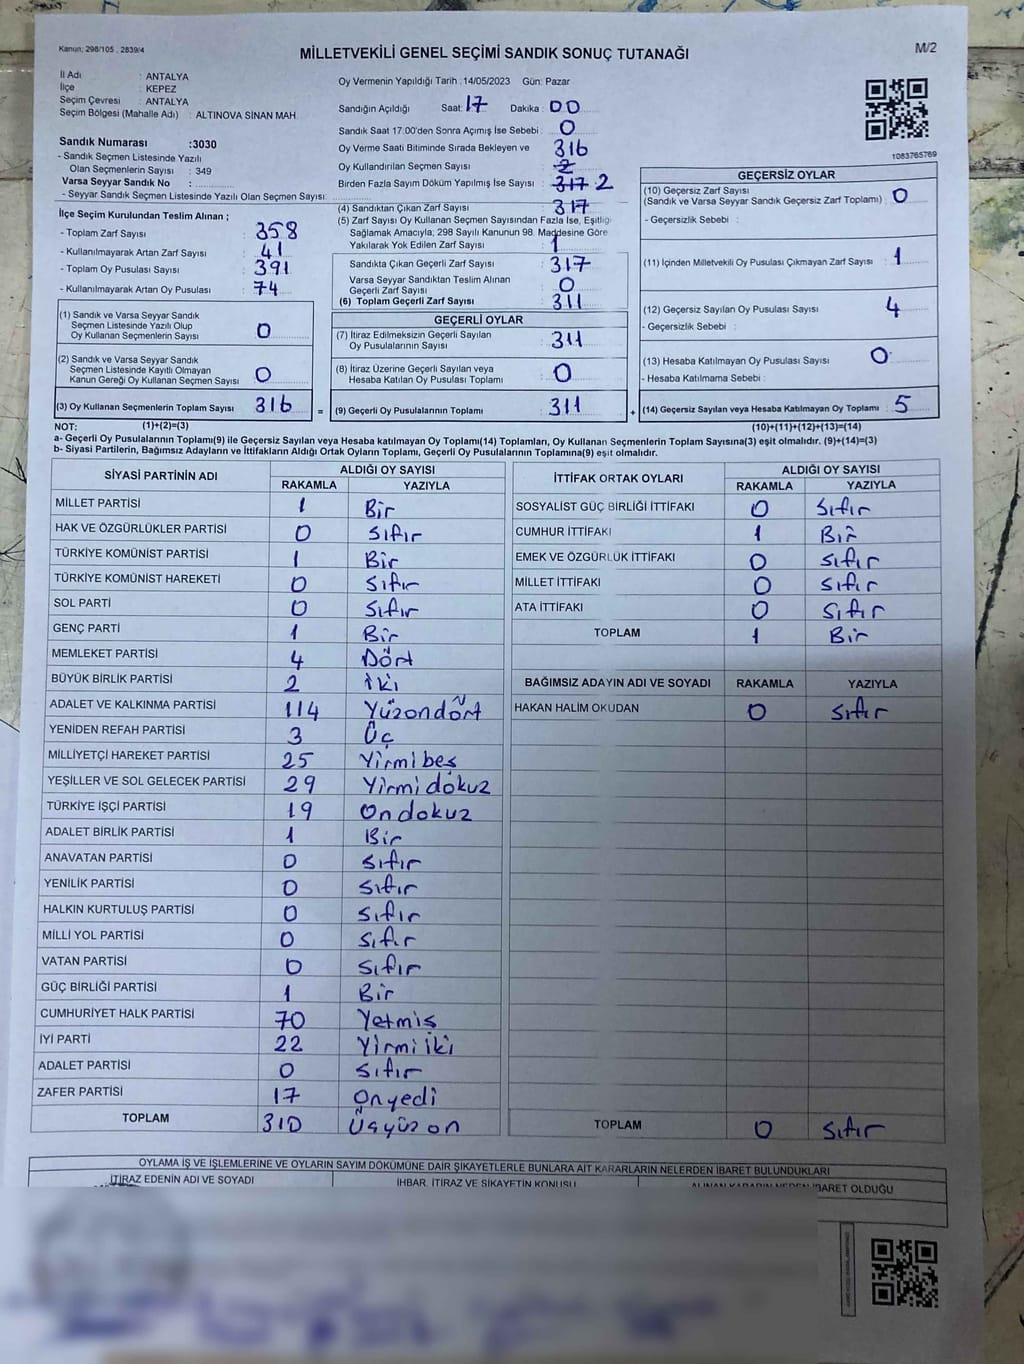 Kanun: 298/105 , 2839/4
MİLLETVEKİLİ GENEL SEÇİMİ SANDIK SONUÇ TUTANAĞI
M/2
İl Adı : ANTALYA
İlçe : KEPEZ
Seçim Çevresi : ANTALYA
Seçim Bölgesi (Mahalle Adı) : ALTINOVA SİNAN MAH
Sandık Numarası :3030
- Sandık Seçmen Listesinde Yazılı
Olan Seçmenlerin Sayısı : 349
Varsa Seyyar Sandık No :
- Seyyar Sandık Seçmen Listesinde Yazılı Olan Seçmen Sayısı :
Oy Vermenin Yapıldığı Tarih : 14/05/2023 Gün: Pazar
Sandığın Açıldığı Saat: 17 Dakika : 00
Sandık Saat 17:00'den Sonra Açımış İse Sebebi : 0
Oy Verme Saati Bitiminde Sırada Bekleyen ve 316
Oy Kullandırılan Seçmen Sayısı : 2
Birden Fazla Sayım Döküm Yapılmış İse Sayısı : 317 2
1083765769
İlçe Seçim Kurulundan Teslim Alınan ;
- Toplam Zarf Sayısı : 358
- Kullanılmayarak Artan Zarf Sayısı : 41
- Toplam Oy Pusulası Sayısı : 391
- Kullanılmayarak Artan Oy Pusulası : 74
(4) Sandıktan Çıkan Zarf Sayısı : 317
(5) Zarf Sayısı Oy Kullanan Seçmen Sayısından Fazla İse, Eşitliği
Sağlamak Amacıyla, 298 Sayılı Kanunun 98. Maddesine Göre
Yakılarak Yok Edilen Zarf Sayısı : 1
Sandıkta Çıkan Geçerli Zarf Sayısı : 317
Varsa Seyyar Sandıktan Teslim Alınan
Geçerli Zarf Sayısı : 0
(6) Toplam Geçerli Zarf Sayısı : 311
GEÇERSİZ OYLAR
(10) Geçersiz Zarf Sayısı
(Sandık ve Varsa Seyyar Sandık Geçersiz Zarf Toplamı) : 0
- Geçersizlik Sebebi :
(11) İçinden Milletvekili Oy Pusulası Çıkmayan Zarf Sayısı : 1
(12) Geçersiz Sayılan Oy Pusulası Sayısı : 4
- Geçersizlik Sebebi :
(13) Hesaba Katılmayan Oy Pusulası Sayısı : 0
- Hesaba Katılmama Sebebi :
(1) Sandık ve Varsa Seyyar Sandık
Seçmen Listesinde Yazılı Olup
Oy Kullanan Seçmenlerin Sayısı : 0
(2) Sandık ve Varsa Seyyar Sandık
Seçmen Listesinde Kayıtlı Olmayan
Kanun Gereği Oy Kullanan Seçmen Sayısı : 0
GEÇERLİ OYLAR
(7) İtiraz Edilmeksizin Geçerli Sayılan
Oy Pusulalarının Sayısı : 311
(8) İtiraz Üzerine Geçerli Sayılan veya
Hesaba Katılan Oy Pusulası Toplamı : 0
(3) Oy Kullanan Seçmenlerin Toplam Sayısı : 316 = (9) Geçerli Oy Pusulalarının Toplamı : 311 + (14) Geçersiz Sayılan veya Hesaba Katılmayan Oy Toplamı : 5
NOT: (1)+(2)=(3) (10)+(11)+(12)+(13)=(14)
a- Geçerli Oy Pusulalarının Toplamı(9) ile Geçersiz Sayılan veya Hesaba katılmayan Oy Toplamı(14) Toplamları, Oy Kullanan Seçmenlerin Toplam Sayısına(3) eşit olmalıdır. (9)+(14)=(3)
b- Siyasi Partilerin, Bağımsız Adayların ve İttifakların Aldığı Ortak Oyların Toplamı, Geçerli Oy Pusulalarının Toplamına(9) eşit olmalıdır.
SİYASİ PARTİNİN ADI ALDIĞI OY SAYISI
RAKAMLA YAZIYLA
MİLLET PARTİSİ 1 Bir
HAK VE ÖZGÜRLÜKLER PARTİSİ 0 sıfır
TÜRKİYE KOMÜNİST PARTİSİ 1 Bir
TÜRKİYE KOMÜNİST HAREKETİ 0 sıfır
SOL PARTİ 0 sıfır
GENÇ PARTİ 1 Bir
MEMLEKET PARTİSİ 4 Dört
BÜYÜK BİRLİK PARTİSİ 2 iki
ADALET VE KALKINMA PARTİSİ 114 Yüzondört
YENİDEN REFAH PARTİSİ 3 Üç
MİLLİYETÇİ HAREKET PARTİSİ 25 Yirmibes
YEŞİLLER VE SOL GELECEK PARTİSİ 29 Yirmi dokuz
TÜRKİYE İŞÇİ PARTİSİ 19 On dokuz
ADALET BİRLİK PARTİSİ 1 Bir
ANAVATAN PARTİSİ 0 sıfır
YENİLİK PARTİSİ 0 sıfır
HALKIN KURTULUŞ PARTİSİ 0 sıfır
MİLLİ YOL PARTİSİ 0 sıfır
VATAN PARTİSİ 0 sıfır
GÜÇ BİRLİĞİ PARTİSİ 1 Bir
CUMHURİYET HALK PARTİSİ 70 Yetmis
İYİ PARTİ 22 Yirmi iki
ADALET PARTİSİ 0 sıfır
ZAFER PARTİSİ 17 Onyedi
TOPLAM 310 Üçyüz on
İTTİFAK ORTAK OYLARI ALDIĞI OY SAYISI
RAKAMLA YAZIYLA
SOSYALİST GÜÇ BİRLİĞİ İTTİFAKI 0 sıfır
CUMHUR İTTİFAKI 1 Bir
EMEK VE ÖZGÜRLÜK İTTİFAKI 0 sıfır
MİLLET İTTİFAKI 0 sıfır
ATA İTTİFAKI 0 sıfır
TOPLAM 1 Bir
BAĞIMSIZ ADAYIN ADI VE SOYADI RAKAMLA YAZIYLA
HAKAN HALİM OKUDAN 0 sıfır
TOPLAM 0 sıfır
OYLAMA İŞ VE İŞLEMLERİNE VE OYLARIN SAYIM DÖKÜMÜNE DAİR ŞİKAYETLERLE BUNLARA AİT KARARLARIN NELERDEN İBARET BULUNDUKLARI
İTİRAZ EDENİN ADI VE SOYADI İHBAR, İTİRAZ VE ŞİKAYETİN KONUSU ALINAN KARARIN NEDEN İBARET OLDUĞU